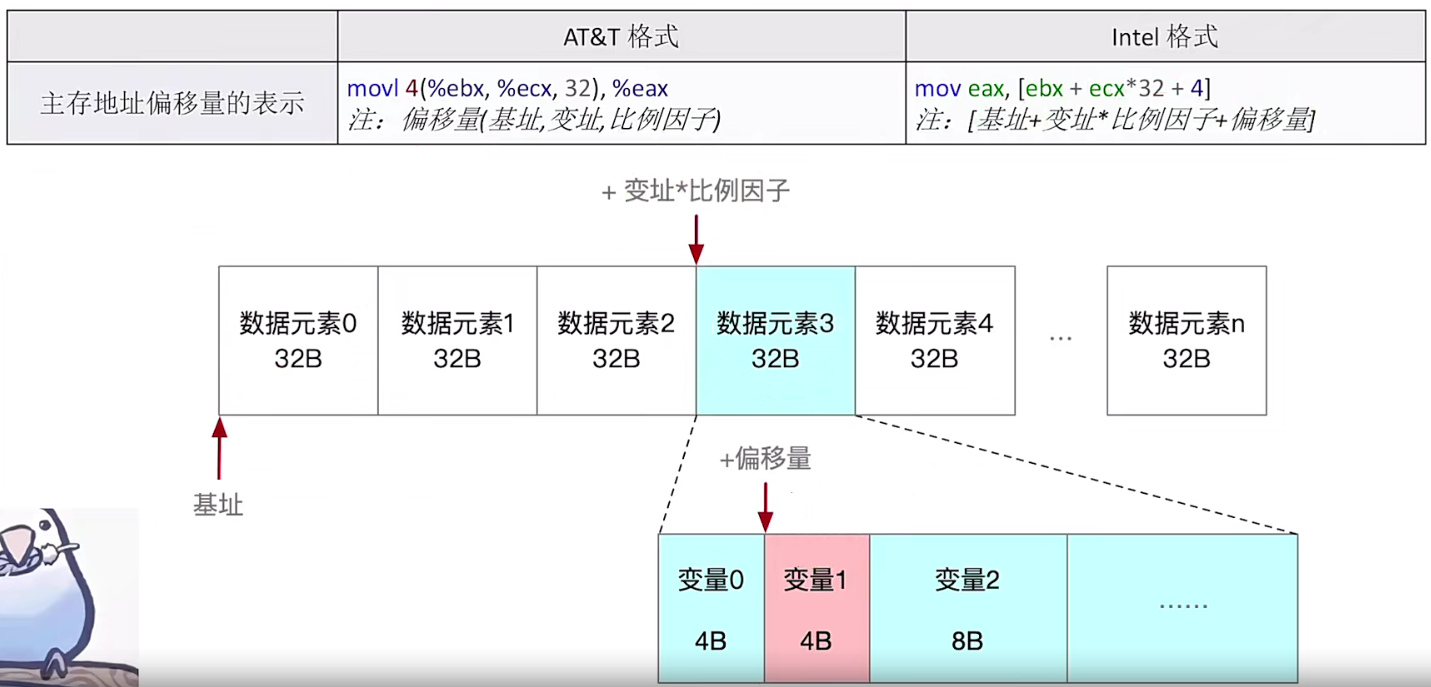 AT&T 格式
Intel 格式
主存地址偏移量的表示
movl 4(%ebx, %ecx, 32), %eax
注：偏移量(基址,变址,比例因子)
mov eax, [ebx + ecx*32 + 4]
注：[基址+变址*比例因子+偏移量]
+ 变址*比例因子
数据元素0
32B
数据元素1
32B
数据元素2
32B
数据元素3
32B
数据元素4
32B
...
数据元素n
32B
+偏移量
基址
变量0
4B
变量1
4B
变量2
8B
......